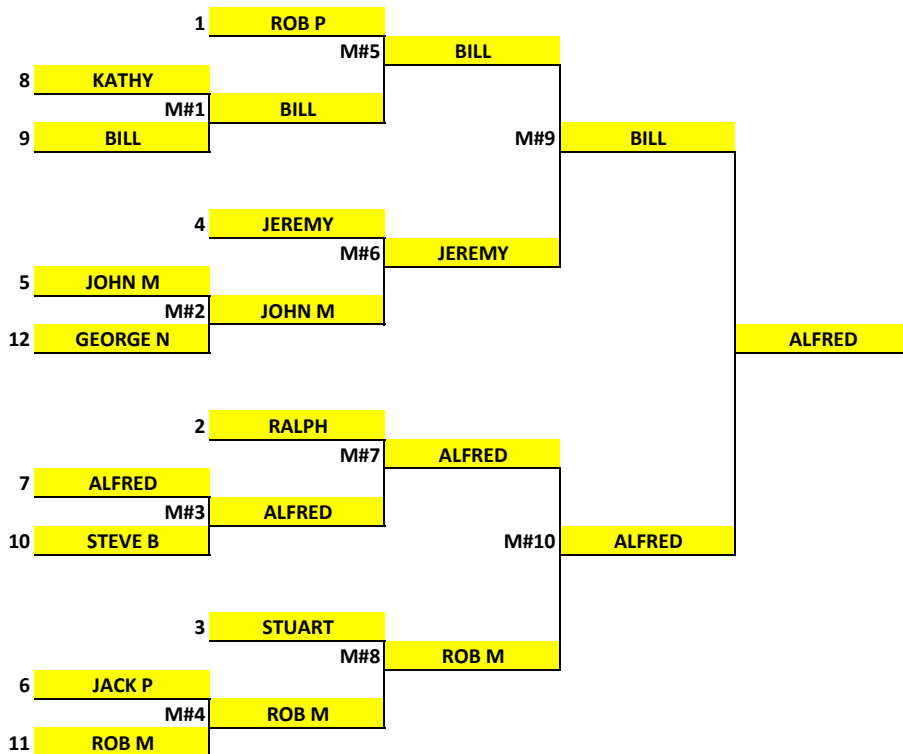 1 ROB P
M#5 BILL
8 KATHY
M#1 BILL
9 BILL M#9 BILL
4 JEREMY
M#6 JEREMY
5 JOHN M
M#2 JOHN M
12 GEORGE N ALFRED
2 RALPH
M#7 ALFRED
7 ALFRED
M#3 ALFRED
10 STEVE B M#10 ALFRED
3 STUART
M#8 ROB M
6 JACK P
M#4 ROB M
11 ROB M